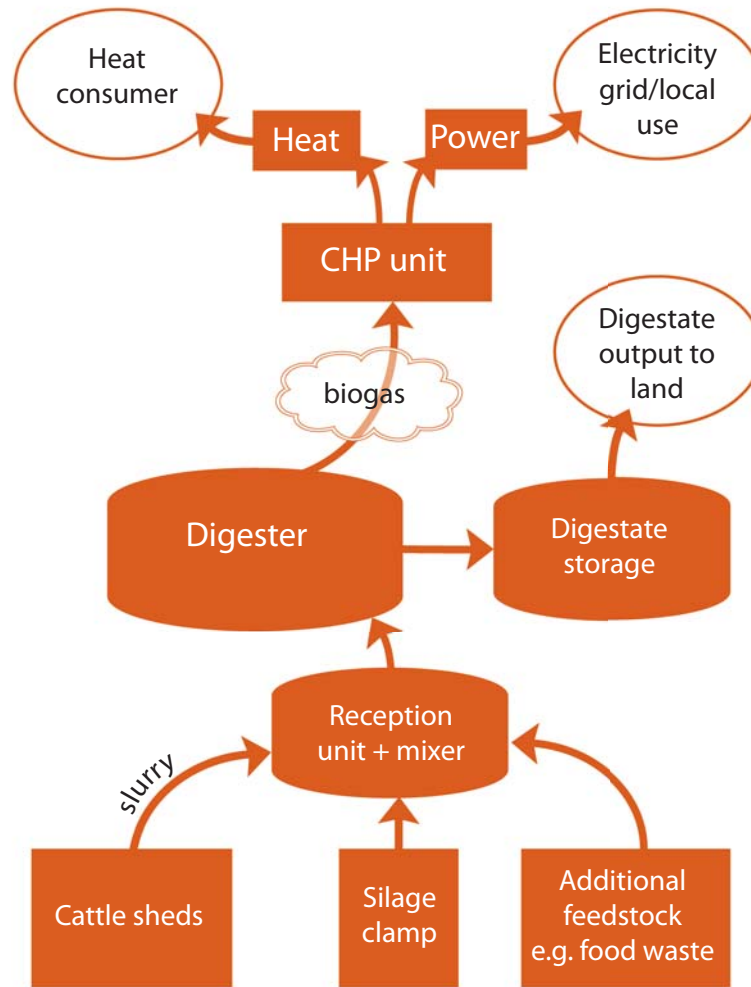 Heat
consumer
Electricity
grid/local
use
Heat
Power
CHP unit
Digestate
output to
land
biogas
Digester
Digestate
storage
Reception
unit + mixer
slurry
Cattle sheds
Silage
clamp
Additional
feedstock
e.g. food waste